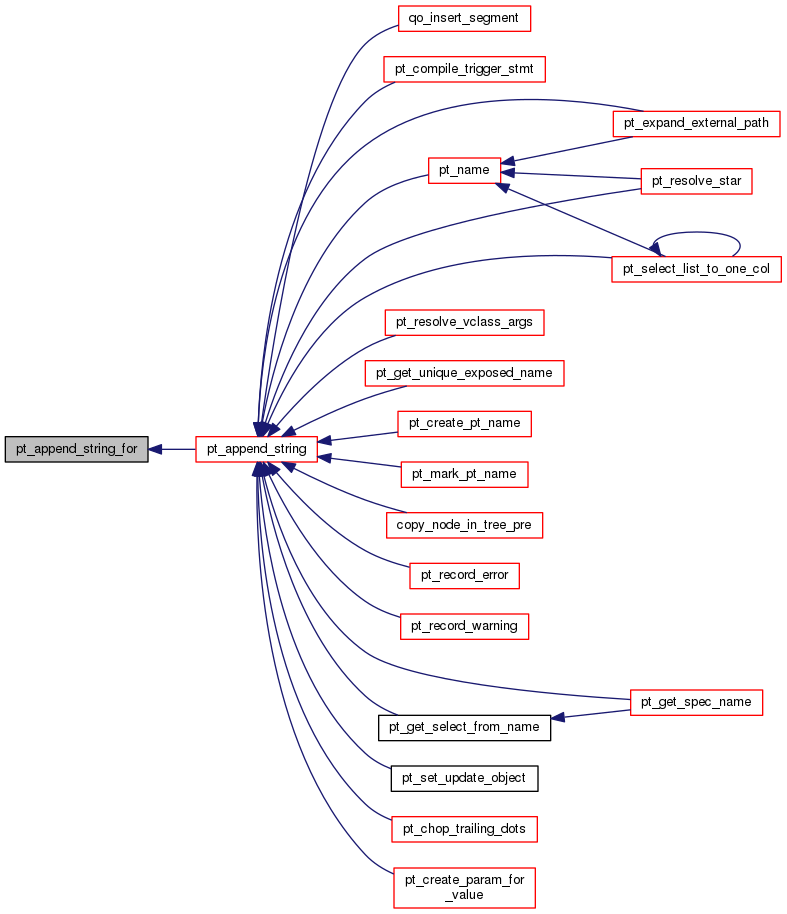 qo_insert_segment
pt_compile_trigger_stmt
pt_expand_external_path
pt_name
pt_resolve_star
pt_select_list_to_one_col
pt_resolve_vclass_args
pt_get_unique_exposed_name
pt_create_pt_name
pt_append_string_for
pt_append_string
pt_mark_pt_name
copy_node_in_tree_pre
pt_record_error
pt_record_warning
pt_get_spec_name
pt_get_select_from_name
pt_set_update_object
pt_chop_trailing_dots
pt_create_param_for
_value